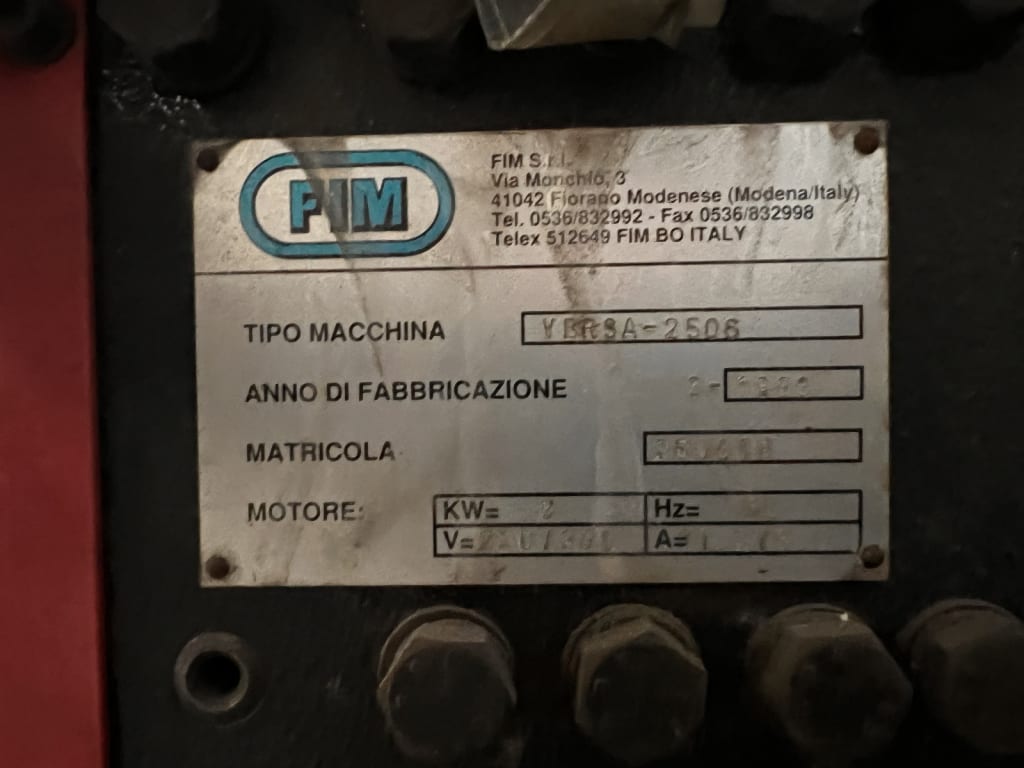 FIM
FIM S.r.l.
Via Monchio, 3
41042 Fiorano Modenese (Modena/Italy)
Tel. 0536/832992 - Fax 0536/832998
Telex 512649 FIM BO ITALY
TIPO MACCHINA VERSA-2506
ANNO DI FABBRICAZIONE
MATRICOLA
MOTORE: KW= Hz=
V= A=